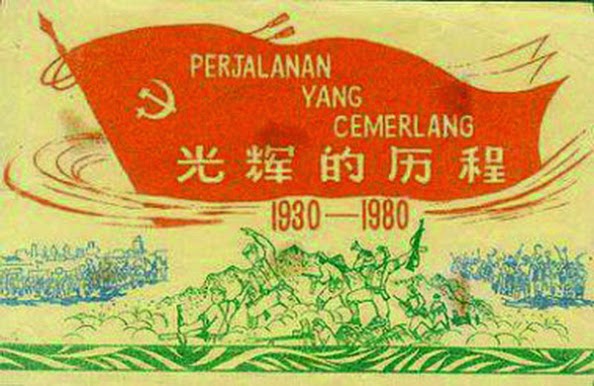 PERJALANAN
YANG
CEMERLANG
光辉的历程
1930—1980